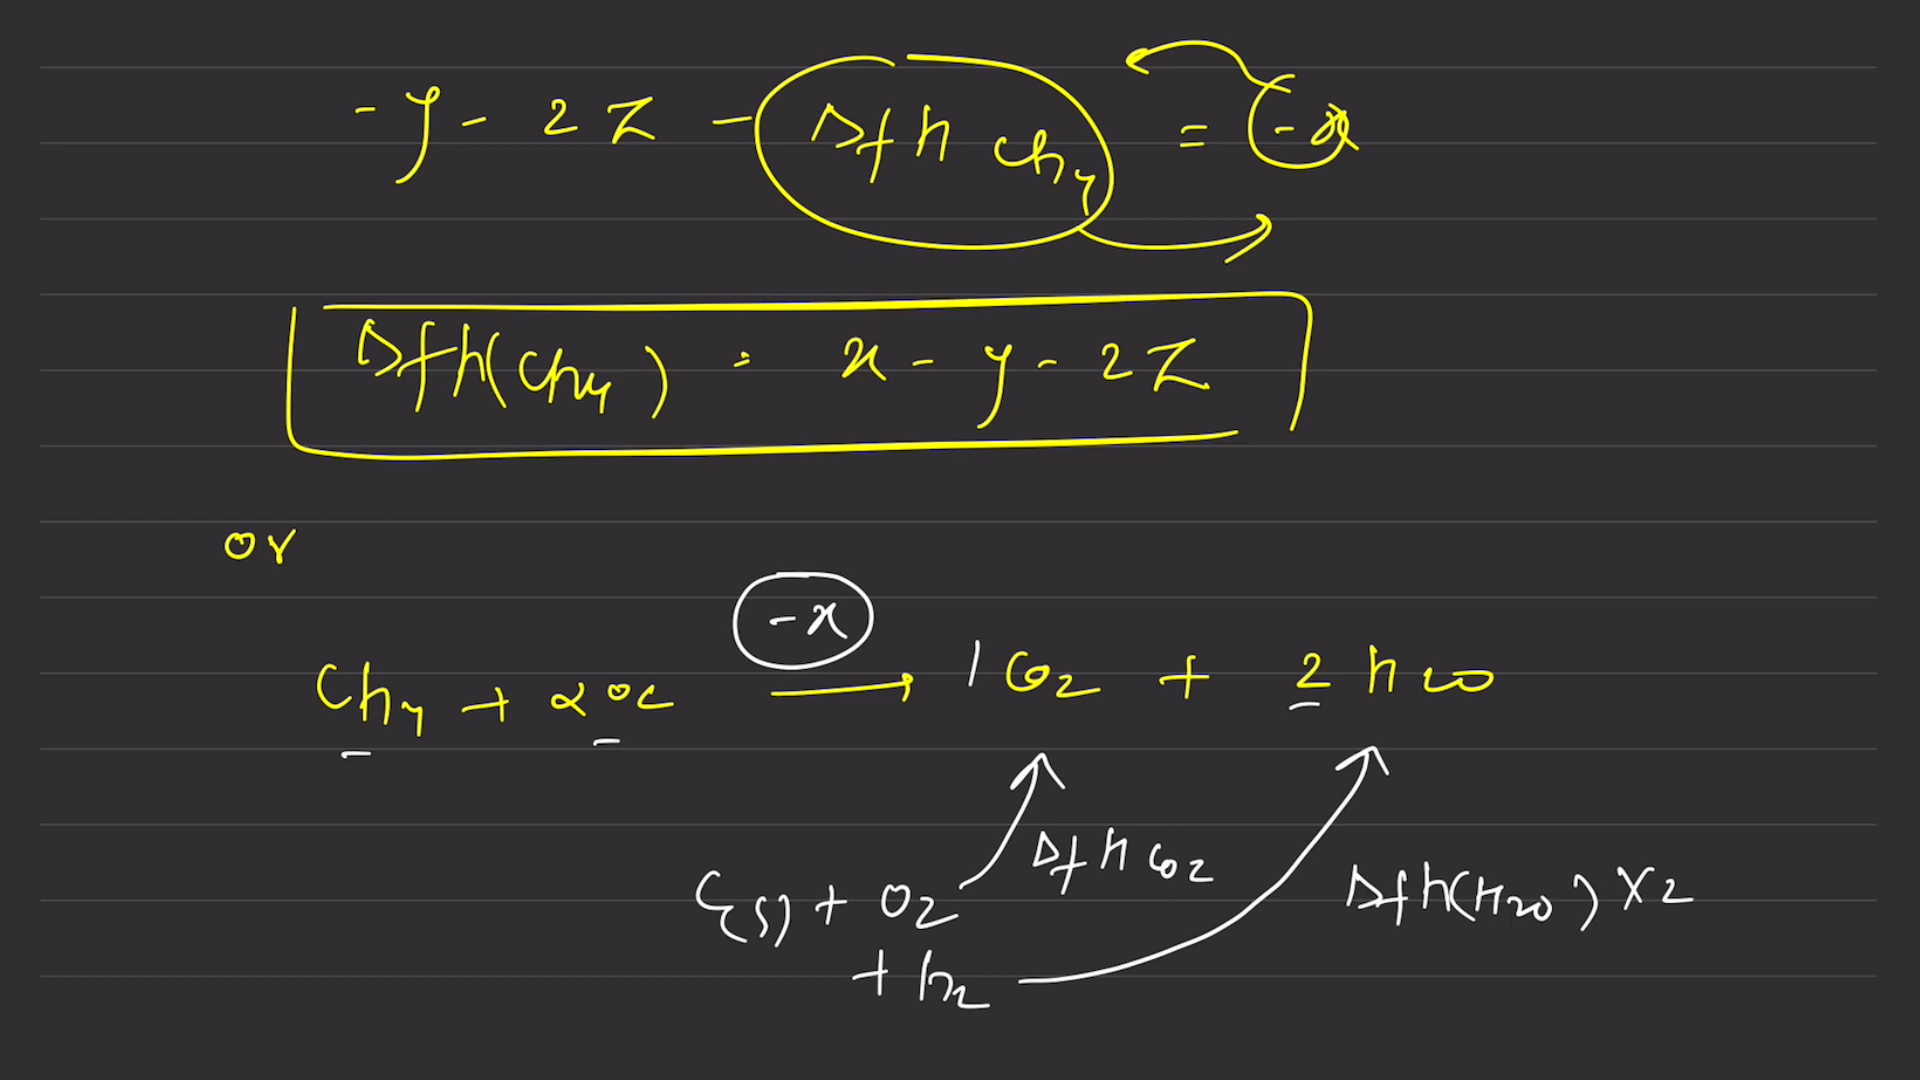 -y - 2z - ΔfH CH4 = (-x
ΔfH(CH4) = x - y - 2z
or
-x
CH4 + 2O2 → 1CO2 + 2H2O
ΔfH CO2
C(s) + O2
ΔfH(H2O) × 2
+ H2